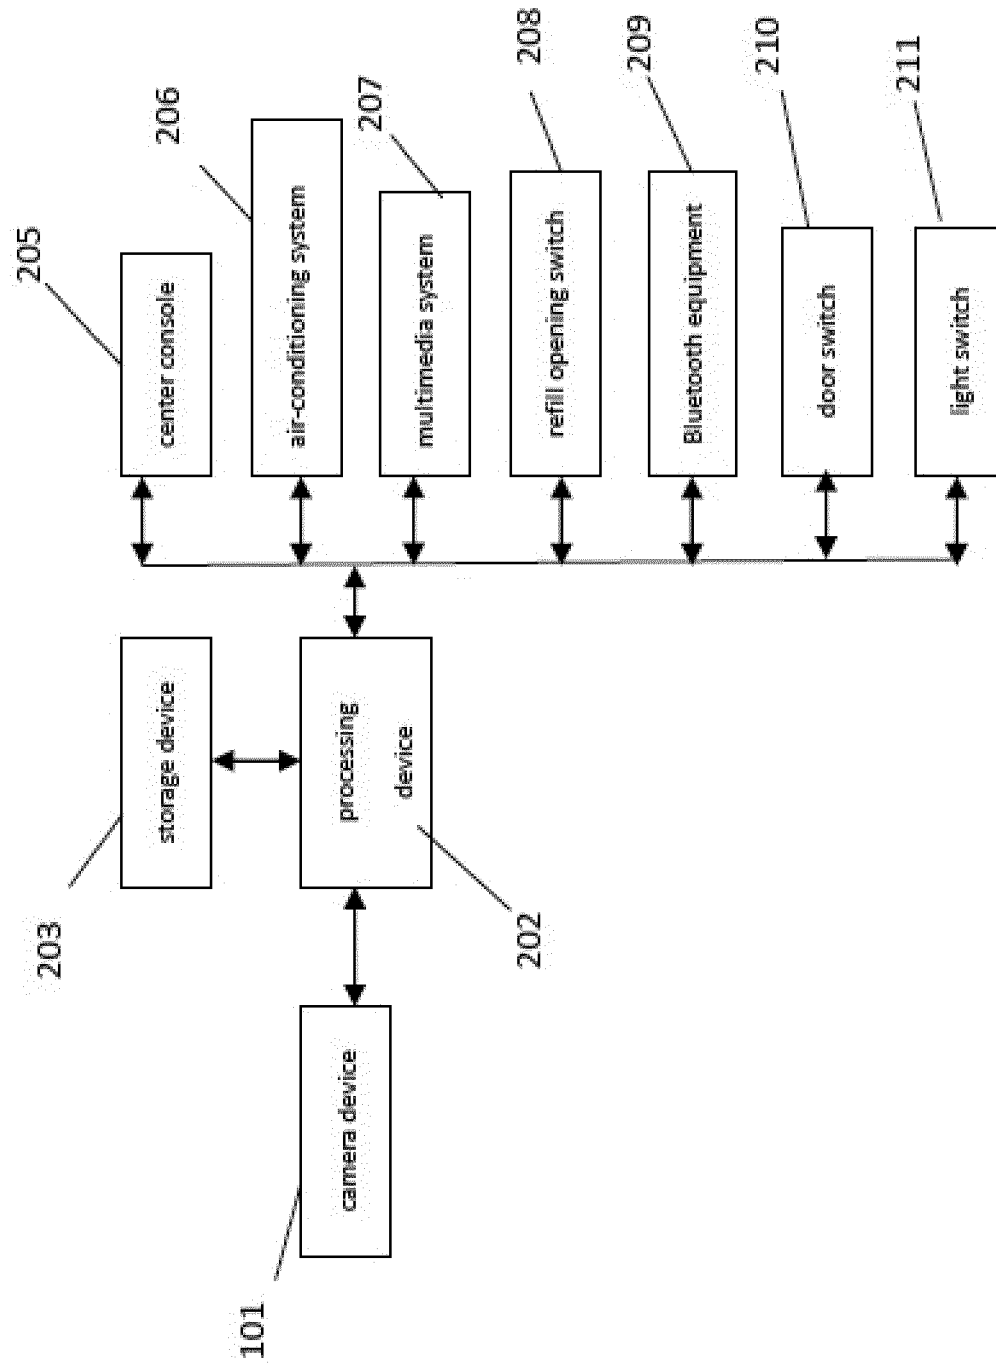 101
camera device
203
storage device
processing
device
202
205
center console
206
air-conditioning system
207
multimedia system
208
refill opening switch
209
Bluetooth equipment
210
door switch
211
light switch